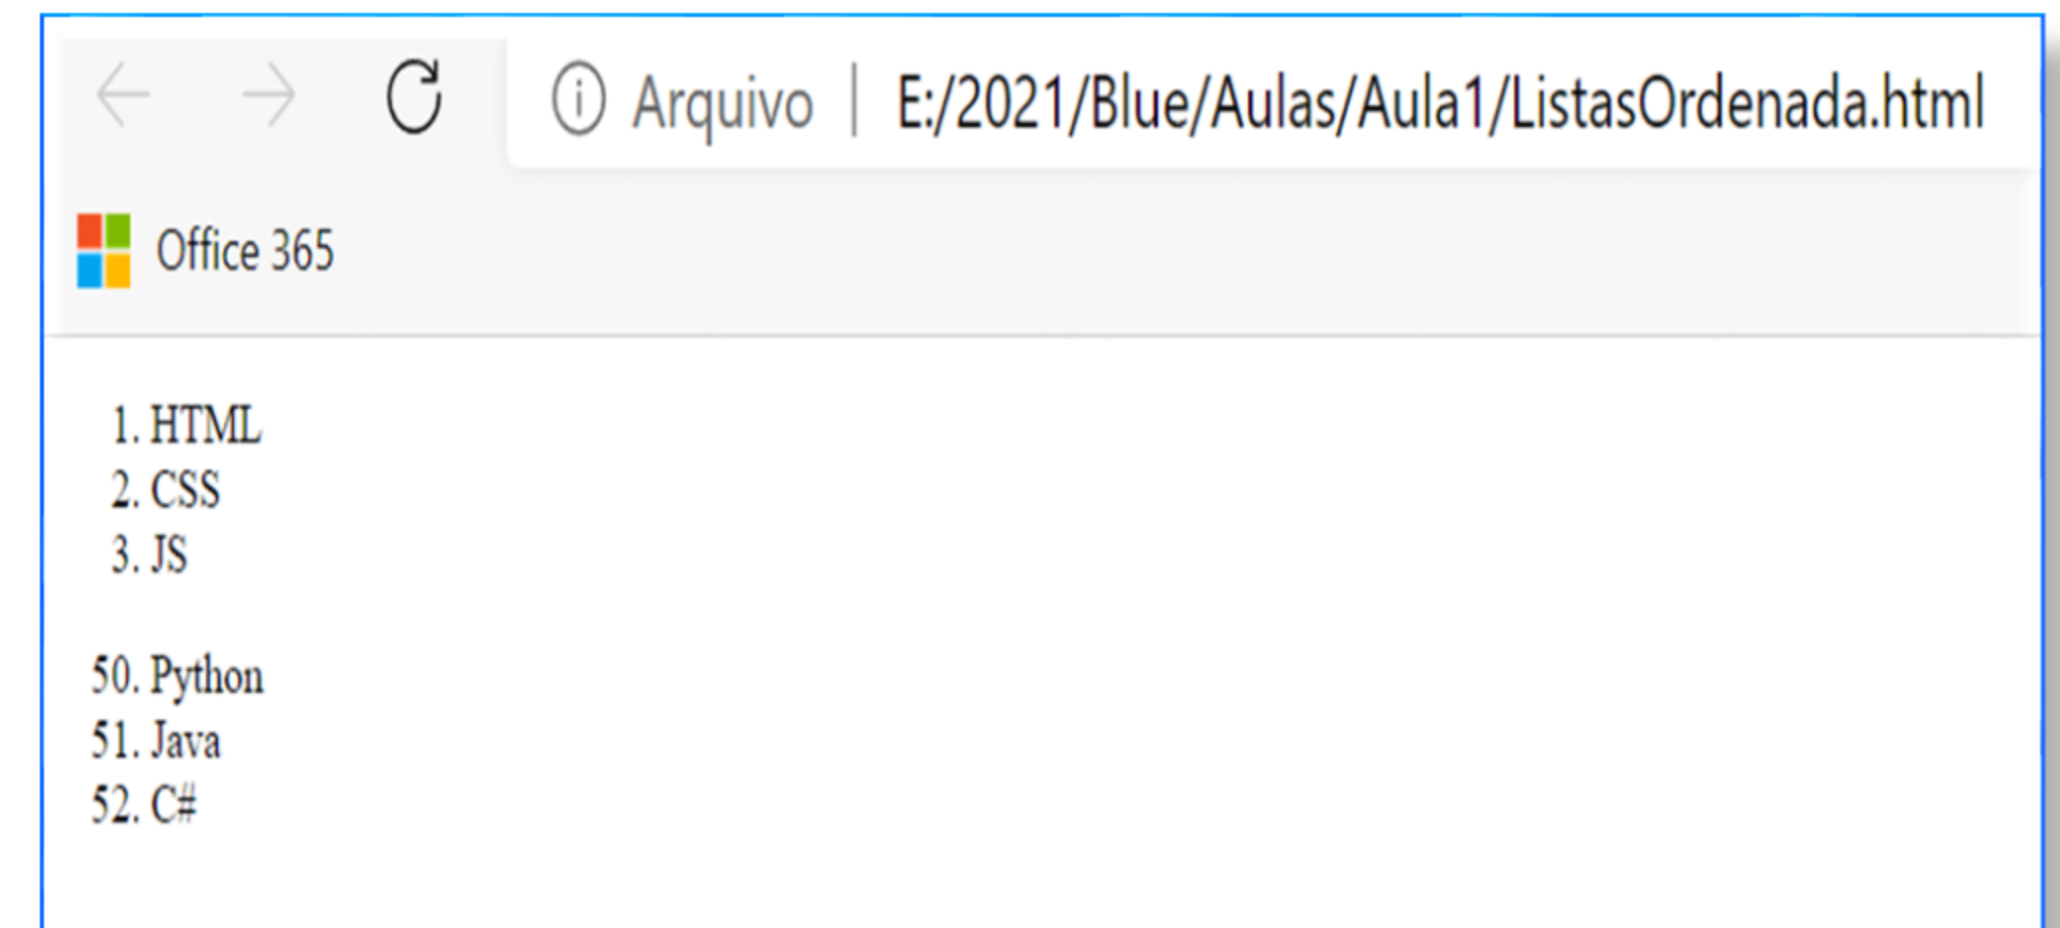 Arquivo | E:/2021/Blue/Aulas/Aula1/ListasOrdenada.html
Office 365
1. HTML
2. CSS
3. JS
50. Python
51. Java
52. C#